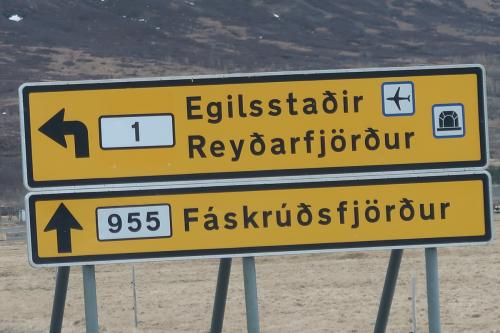 1 Egilsstaðir
Reyðarfjörður
955 Fáskrúðsfjörður